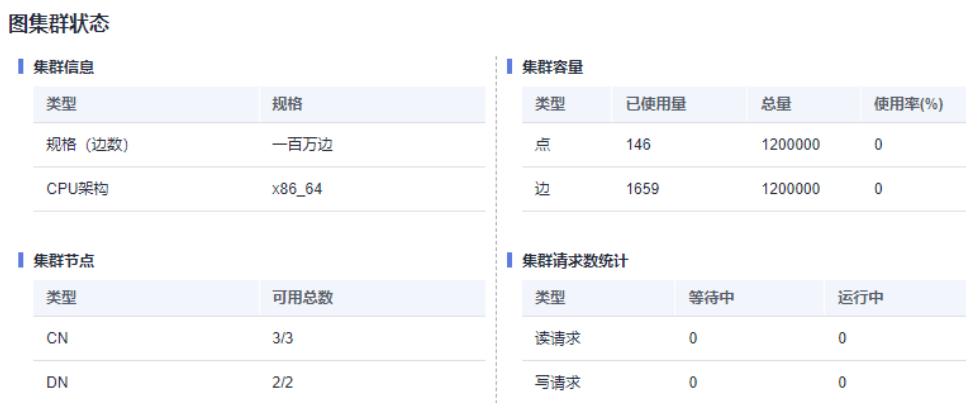 图集群状态
集群信息
类型 规格
规格（边数） 一百万边
CPU架构 x86_64
集群容量
类型 已使用量 总量 使用率(%)
点 146 1200000 0
边 1659 1200000 0
集群节点
类型 可用总数
CN 3/3
DN 2/2
集群请求数统计
类型 等待中 运行中
读请求 0 0
写请求 0 0